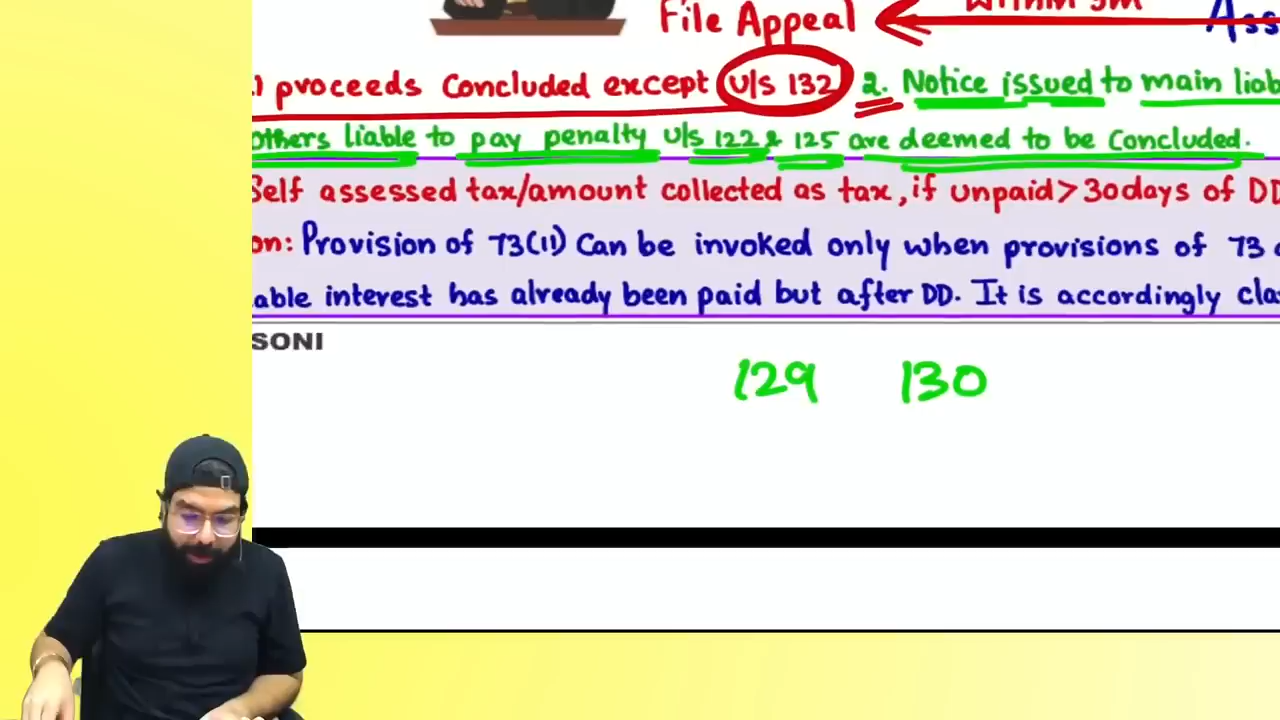 File Appeal
proceeds Concluded except u/s 132 2. Notice issued to main
others liable to pay penalty u/s 122 & 125 are deemed to be Concluded.
Self assessed tax/amount collected as tax, if unpaid > 30 days of DD
on: Provision of 73(11) Can be invoked only when provisions of 73
able interest has already been paid but after DD. It is accordingly
SONI
129 130